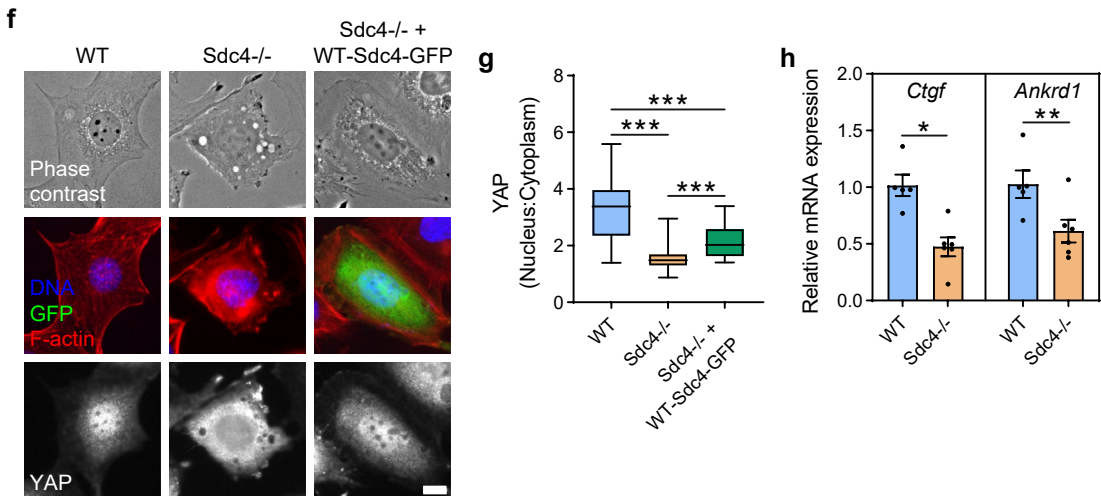 f
WT
Sdc4-/-
Sdc4-/- +
WT-Sdc4-GFP
Phase
contrast
DNA
GFP
F-actin
YAP
g
YAP
(Nucleus:Cytoplasm)
8
6
4
2
0
***
***
***
WT
Sdc4-/-
Sdc4-/- +
WT-Sdc4-GFP
h
Relative mRNA expression
2.0
1.5
1.0
0.5
0.0
Ctgf
Ankrd1
*
**
WT
Sdc4-/-
WT
Sdc4-/-